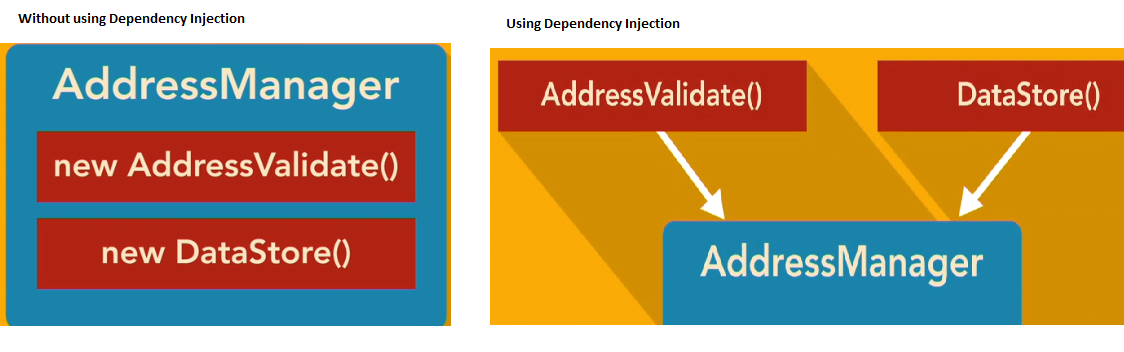 Without using Dependency Injection
AddressManager
new AddressValidate()
new DataStore()
Using Dependency Injection
AddressValidate()
DataStore()
AddressManager